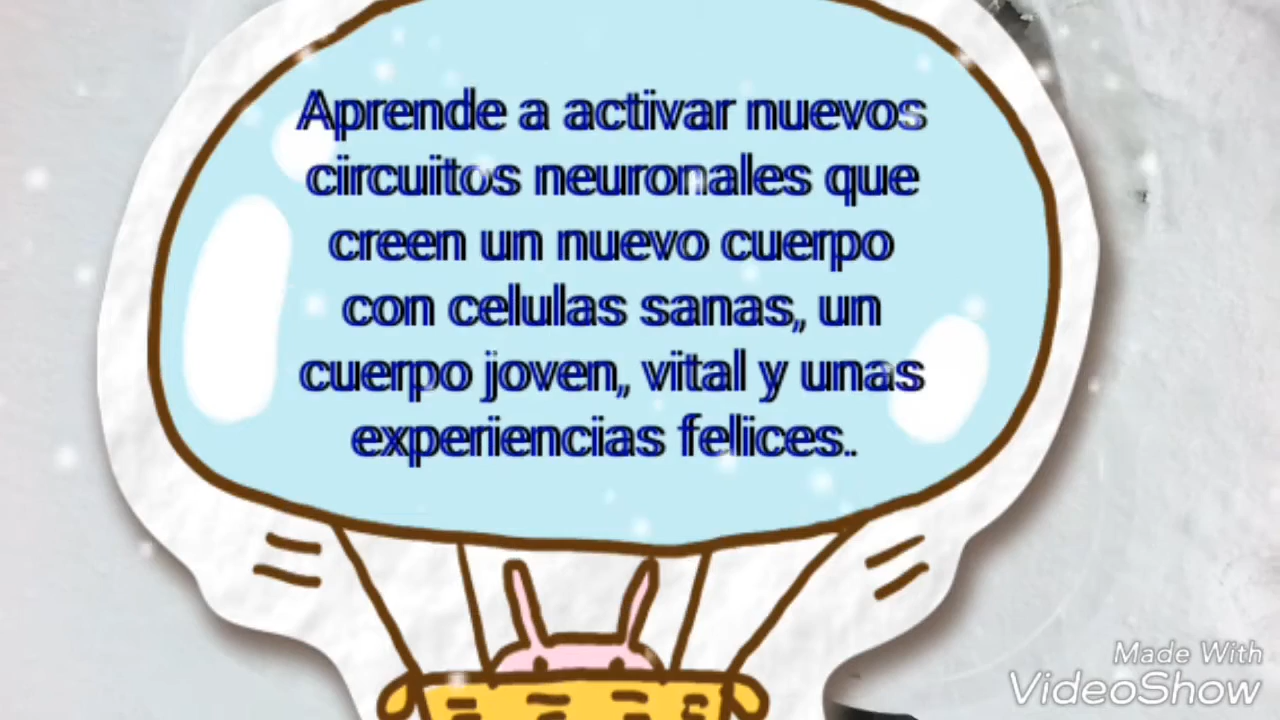 Aprende a activar nuevos
circuitos neuronales que
creen un nuevo cuerpo
con celulas sanas, un
cuerpo joven, vital y unas
experiencias felices..
Made With
VideoShow